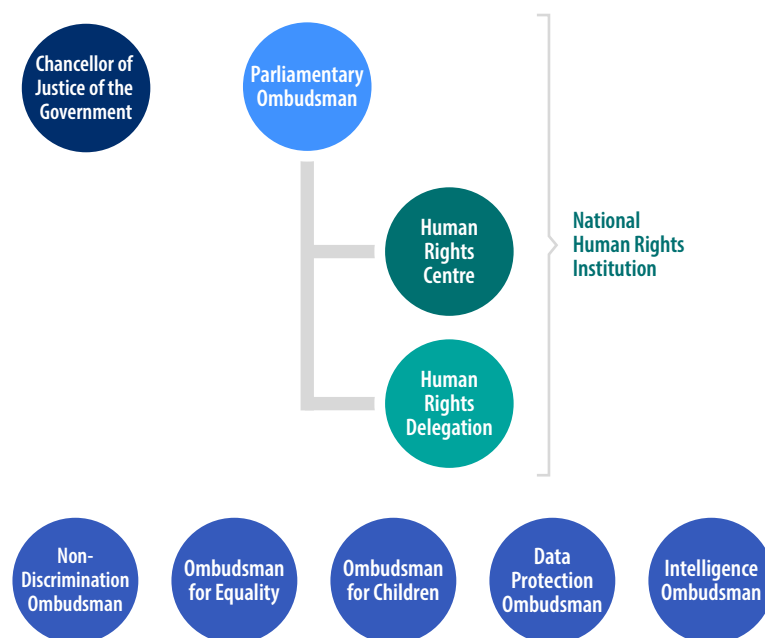 Chancellor of
Justice of the
Government
Parliamentary
Ombudsman
Human
Rights
Centre
National
Human Rights
Institution
Human
Rights
Delegation
Non-
Discrimination
Ombudsman
Ombudsman
for Equality
Ombudsman
for Children
Data
Protection
Ombudsman
Intelligence
Ombudsman